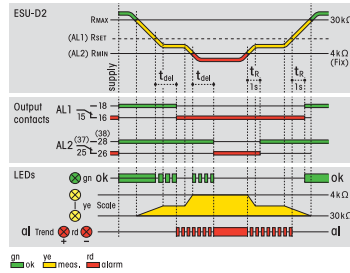 ESU-D2
RMAX
30kΩ
(AL1) RSET
(AL2) RMIN
4kΩ
(Fix)
supply
tdel
tdel
tR
1s
tR
1s
Output
contacts
AL1
15
18
16
AL2
(37)
25
(38)
28
26
LEDs
gn ok
ok
4kΩ
ye Scale
30kΩ
al Trend rd
+ -
al
gn ye rd
ok meas. alarm